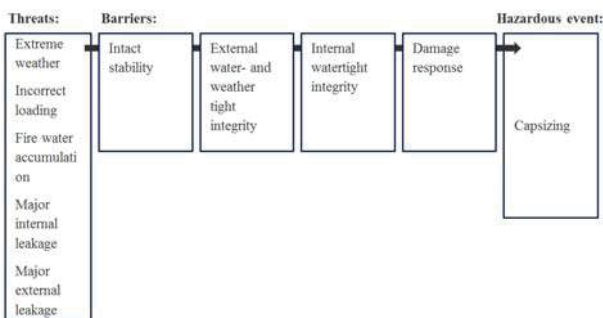 Threats:
Barriers:
Hazardous event:
Extreme
weather
Incorrect
loading
Fire water
accumulati
on
Major
internal
leakage
Major
external
leakage
Intact
stability
External
water- and
weather
tight
integrity
Internal
watertight
integrity
Damage
response
Capsizing